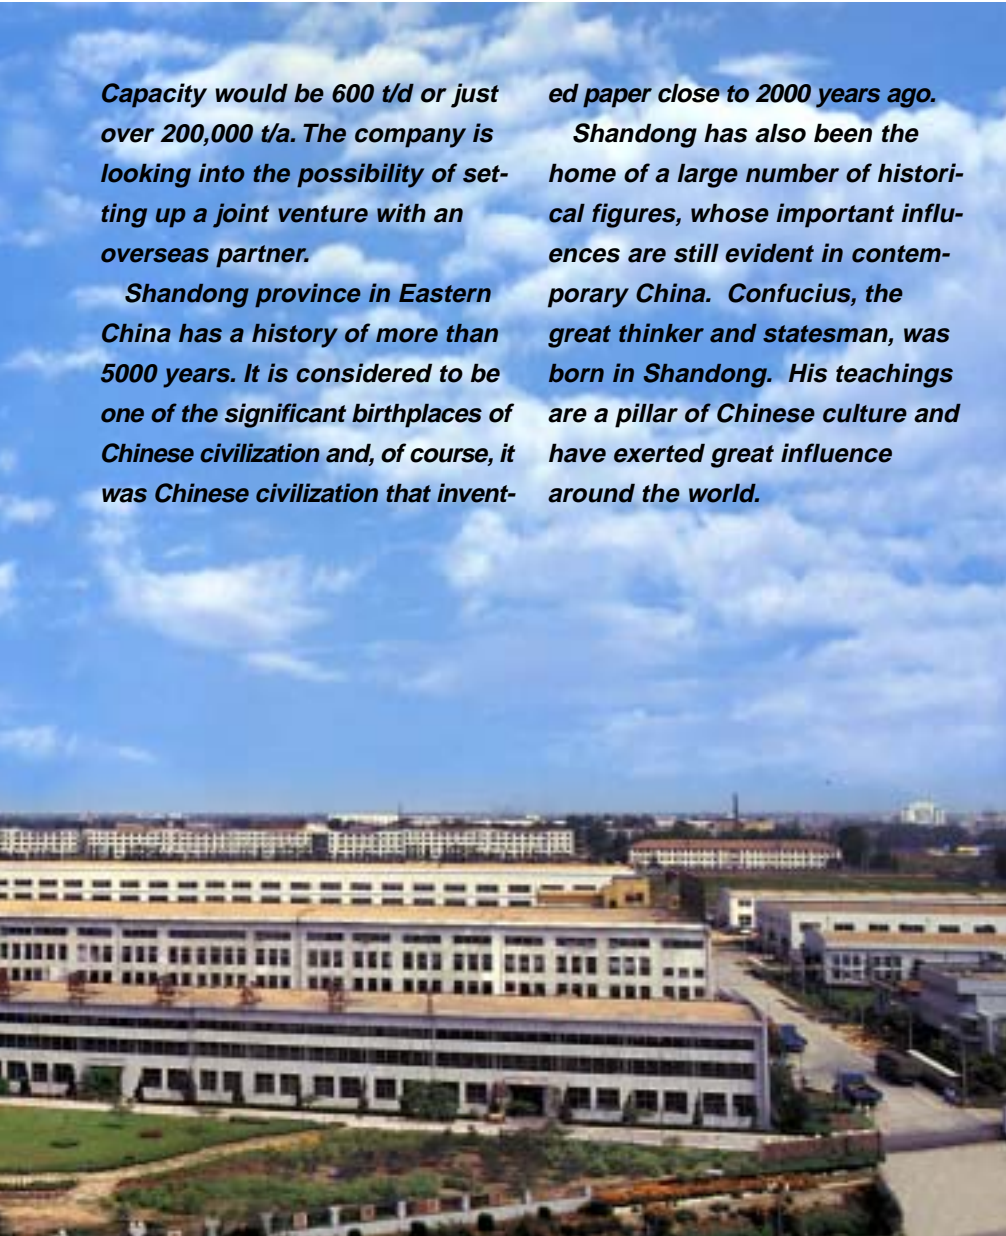 Capacity would be 600 t/d or just
over 200,000 t/a. The company is
looking into the possibility of set-
ting up a joint venture with an
overseas partner.
Shandong province in Eastern
China has a history of more than
5000 years. It is considered to be
one of the significant birthplaces of
Chinese civilization and, of course, it
was Chinese civilization that invent-
ed paper close to 2000 years ago.
Shandong has also been the
home of a large number of histori-
cal figures, whose important influ-
ences are still evident in contem-
porary China.  Confucius, the
great thinker and statesman, was
born in Shandong.  His teachings
are a pillar of Chinese culture and
have exerted great influence
around the world.